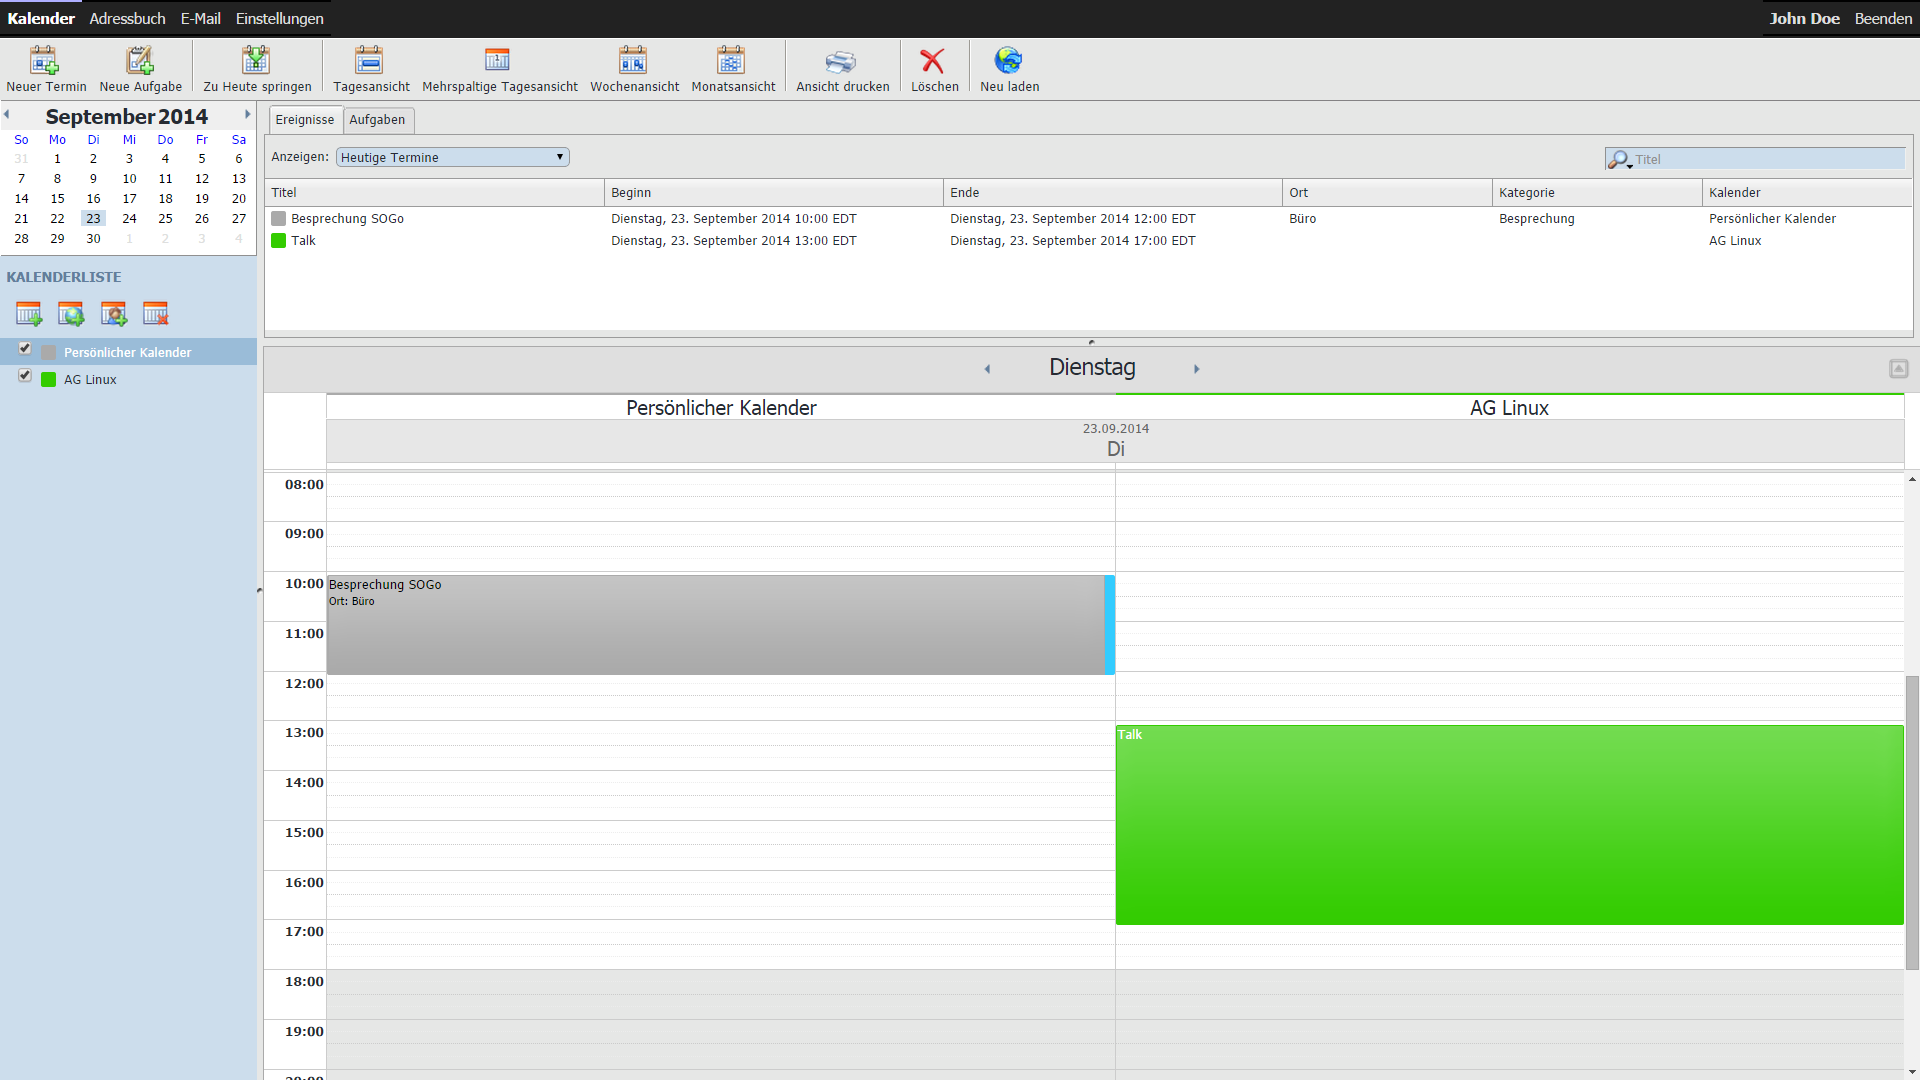 Kalender Adressbuch E-Mail Einstellungen John Doe Beenden
Neuer Termin Neue Aufgabe Zu Heute springen Tagesansicht Mehrspaltige Tagesansicht Wochenansicht Monatsansicht Ansicht drucken Löschen Neu laden
September 2014
So Mo Di Mi Do Fr Sa
31 1 2 3 4 5 6
7 8 9 10 11 12 13
14 15 16 17 18 19 20
21 22 23 24 25 26 27
28 29 30 1 2 3 4
KALENDERLISTE
Persönlicher Kalender
AG Linux
Ereignisse Aufgaben
Anzeigen: Heutige Termine Titel
Titel Beginn Ende Ort Kategorie Kalender
Besprechung SOGo Dienstag, 23. September 2014 10:00 EDT Dienstag, 23. September 2014 12:00 EDT Büro Besprechung Persönlicher Kalender
Talk Dienstag, 23. September 2014 13:00 EDT Dienstag, 23. September 2014 17:00 EDT AG Linux
Dienstag
Persönlicher Kalender AG Linux
23.09.2014
Di
08:00
09:00
10:00 Besprechung SOGo
Ort: Büro
11:00
12:00
13:00 Talk
14:00
15:00
16:00
17:00
18:00
19:00
20:00